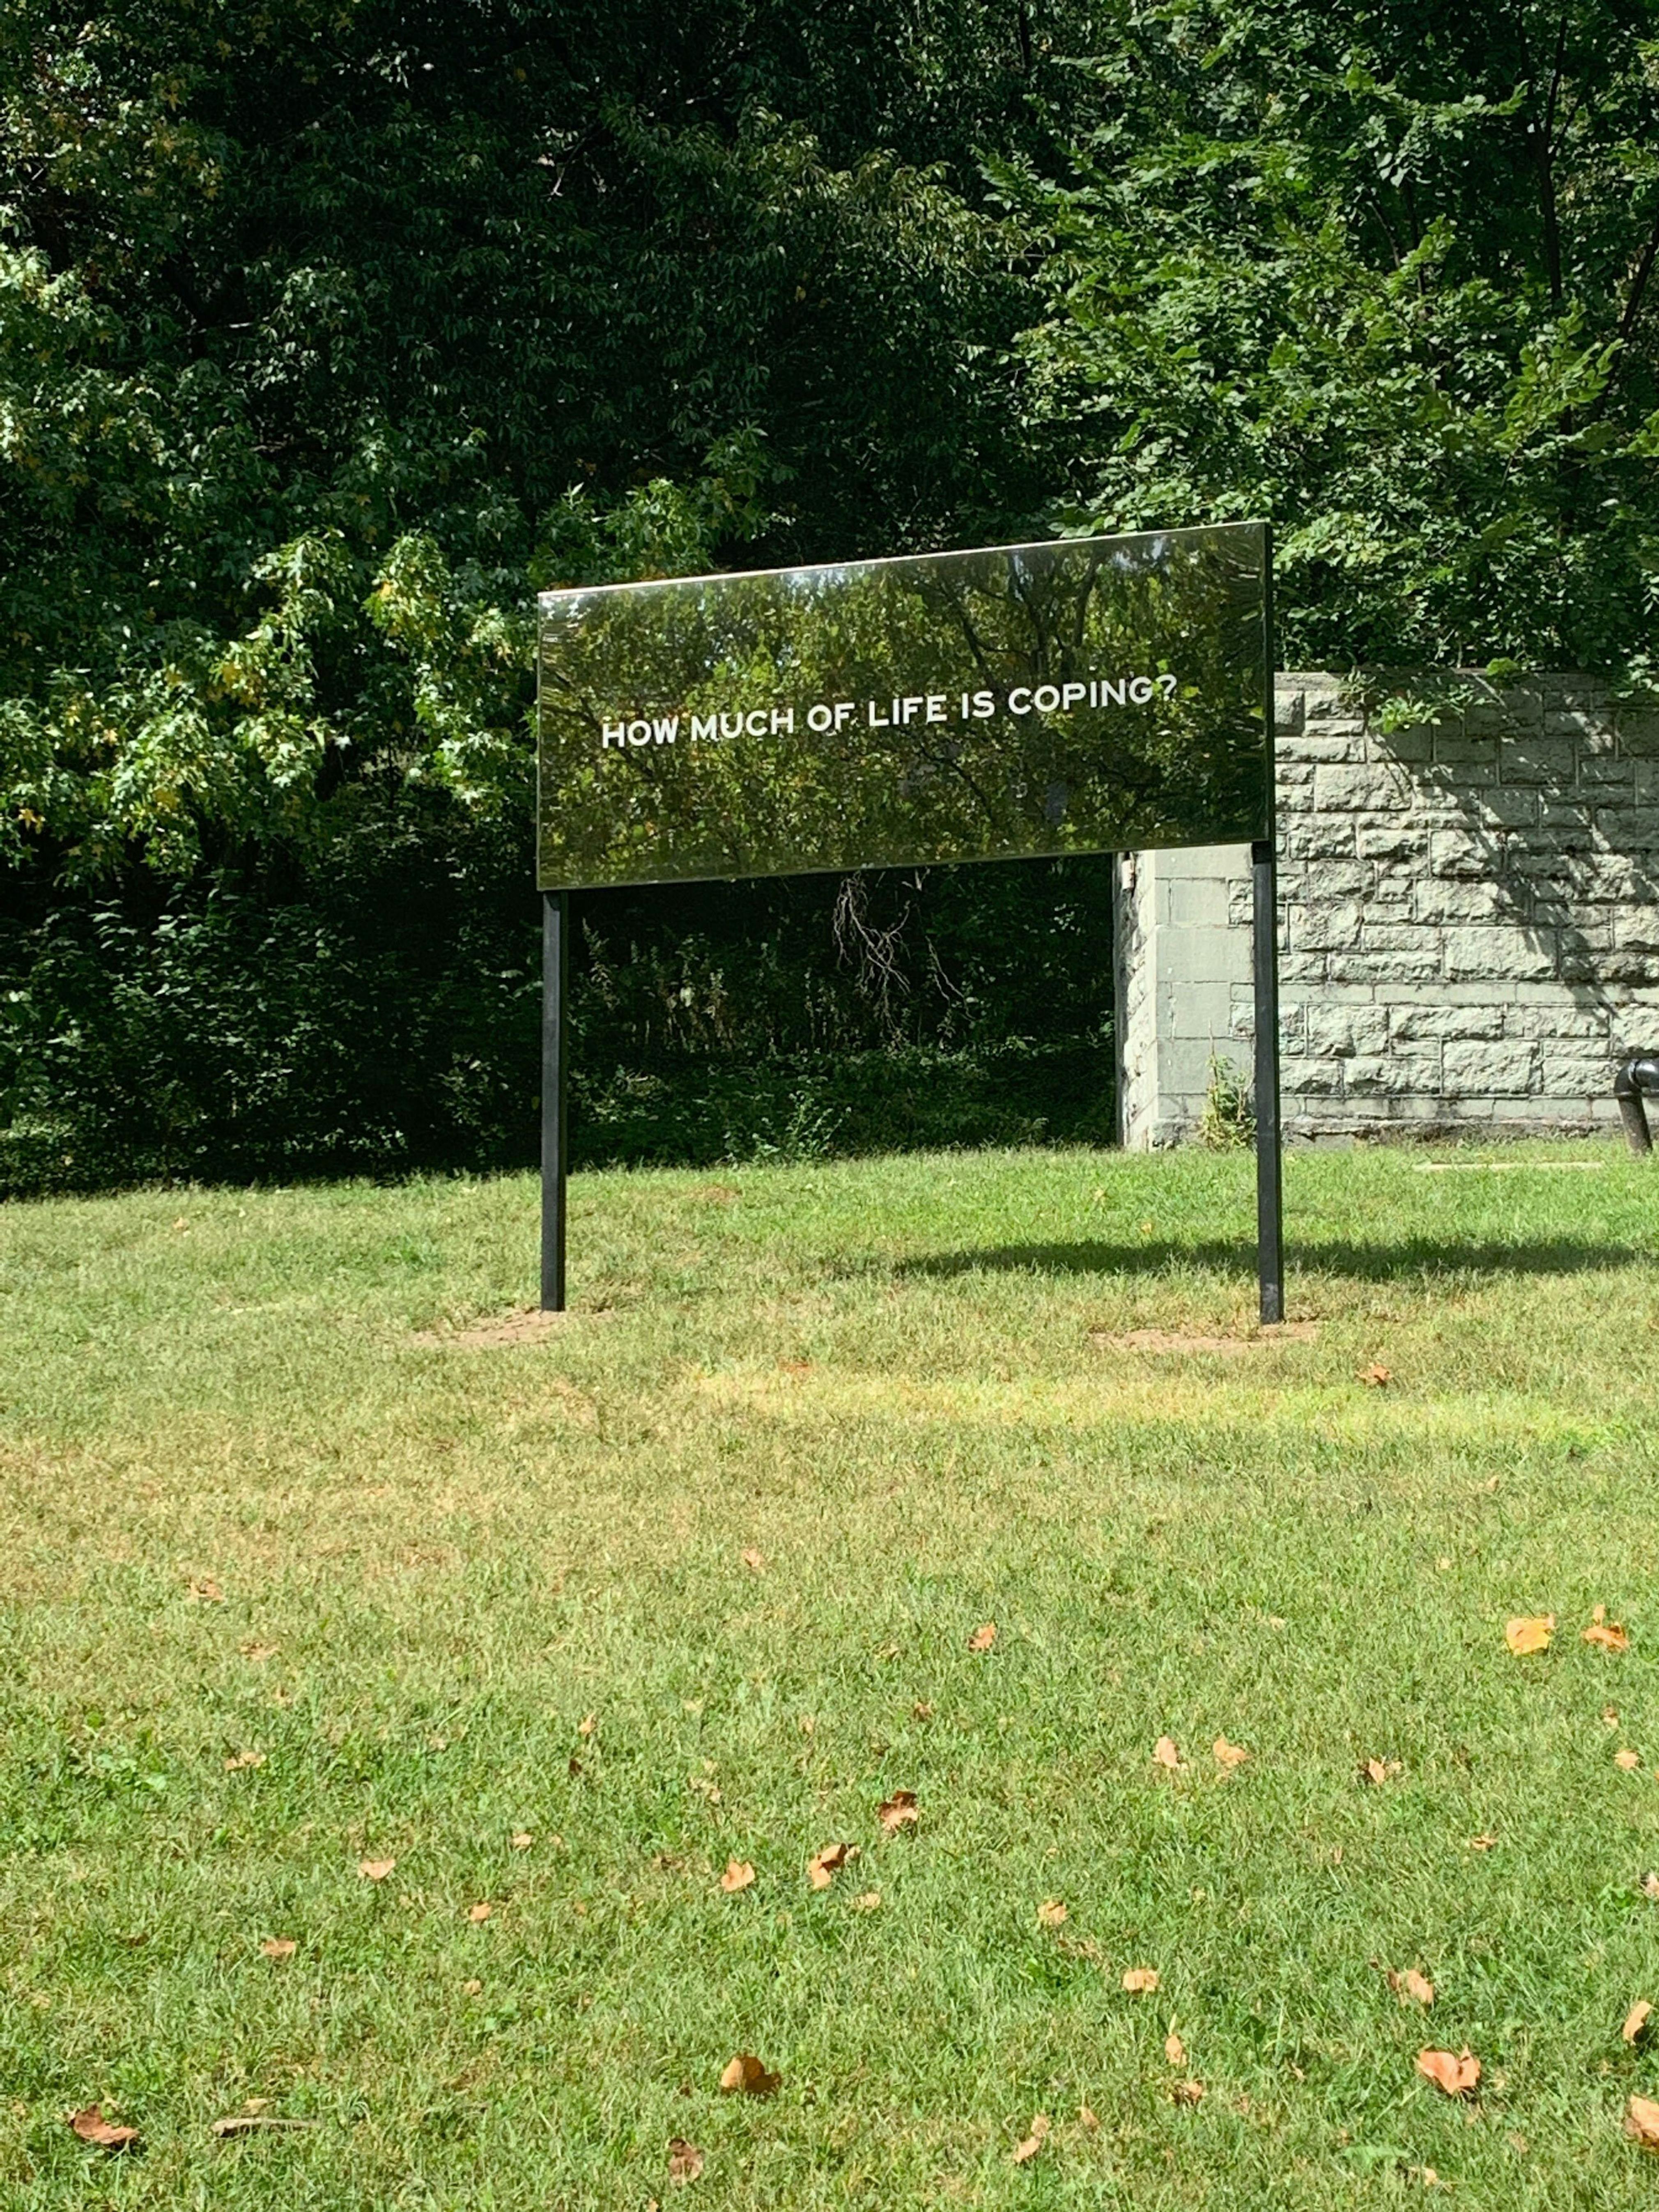 HOW MUCH OF LIFE IS COPING?